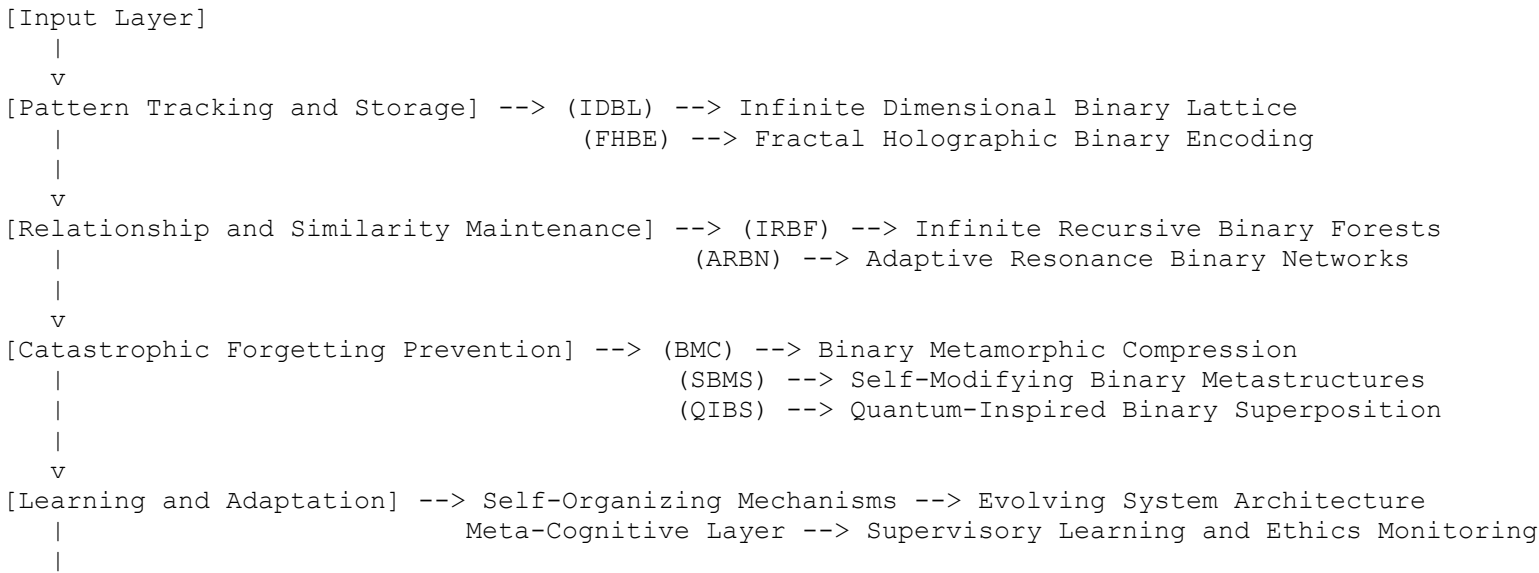 [Input Layer]
|
v
[Pattern Tracking and Storage] --> (IDBL) --> Infinite Dimensional Binary Lattice
| (FHBE) --> Fractal Holographic Binary Encoding
|
v
[Relationship and Similarity Maintenance] --> (IRBF) --> Infinite Recursive Binary Forests
| (ARBN) --> Adaptive Resonance Binary Networks
|
v
[Catastrophic Forgetting Prevention] --> (BMC) --> Binary Metamorphic Compression
| (SBMS) --> Self-Modifying Binary Metastructures
| (QIBS) --> Quantum-Inspired Binary Superposition
|
v
[Learning and Adaptation] --> Self-Organizing Mechanisms --> Evolving System Architecture
| Meta-Cognitive Layer --> Supervisory Learning and Ethics Monitoring
|